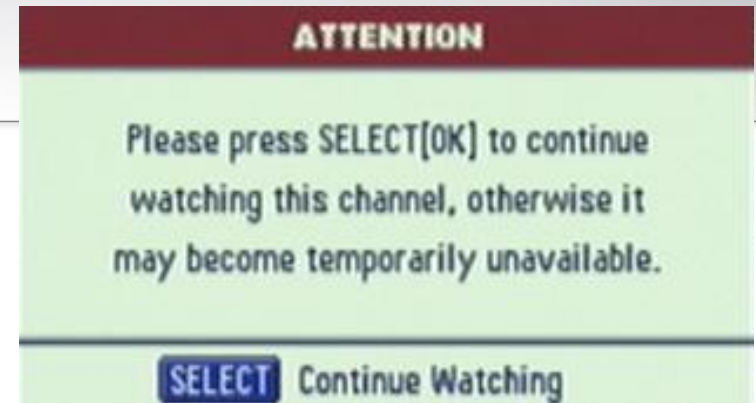 ATTENTION
Please press SELECT[OK] to continue
watching this channel, otherwise it
may become temporarily unavailable.
SELECT Continue Watching